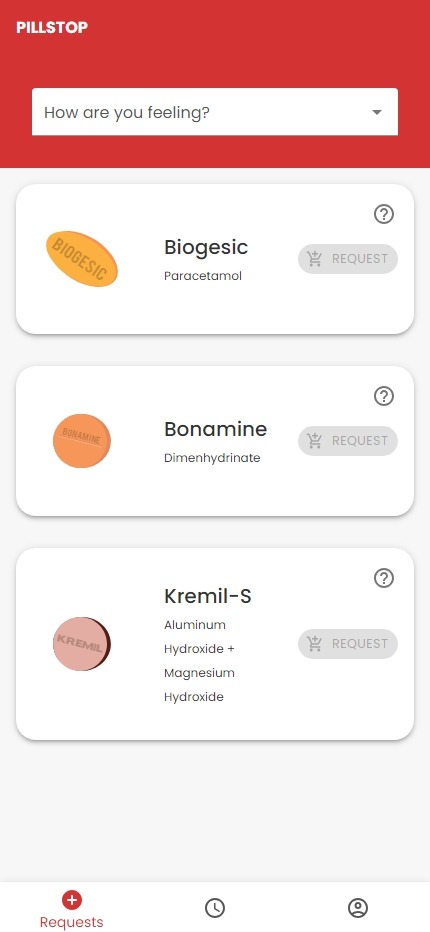 PILLSTOP
How are you feeling?
BIOGESIC
Biogesic
Paracetamol
REQUEST
BONAMINE
Bonamine
Dimenhydrinate
REQUEST
KREMIL
Kremil-S
Aluminum
Hydroxide +
Magnesium
Hydroxide
REQUEST
Requests